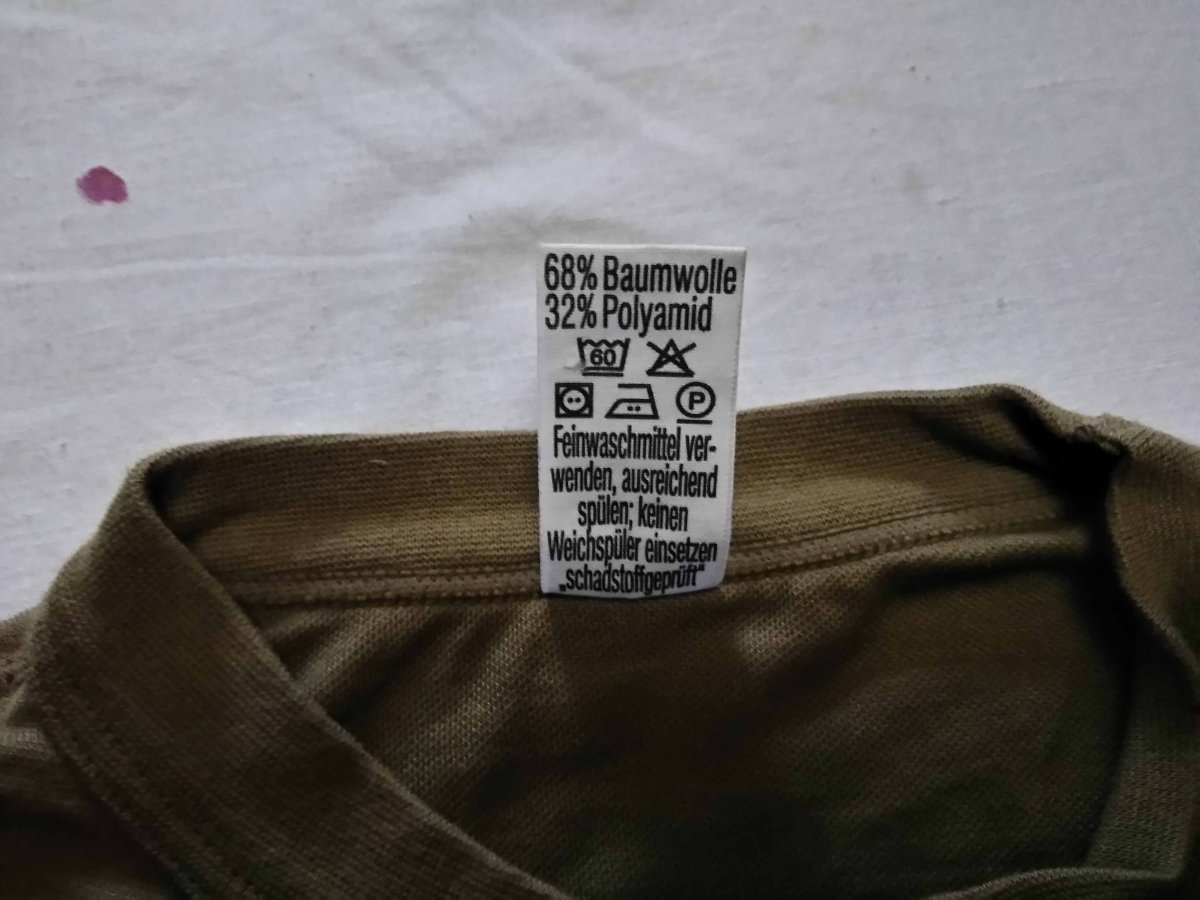 68% Baumwolle
32% Polyamid
60
P
Feinwaschmittel ver-
wenden, ausreichend
spülen; keinen
Weichspüler einsetzen
„schadstoffgeprüft"